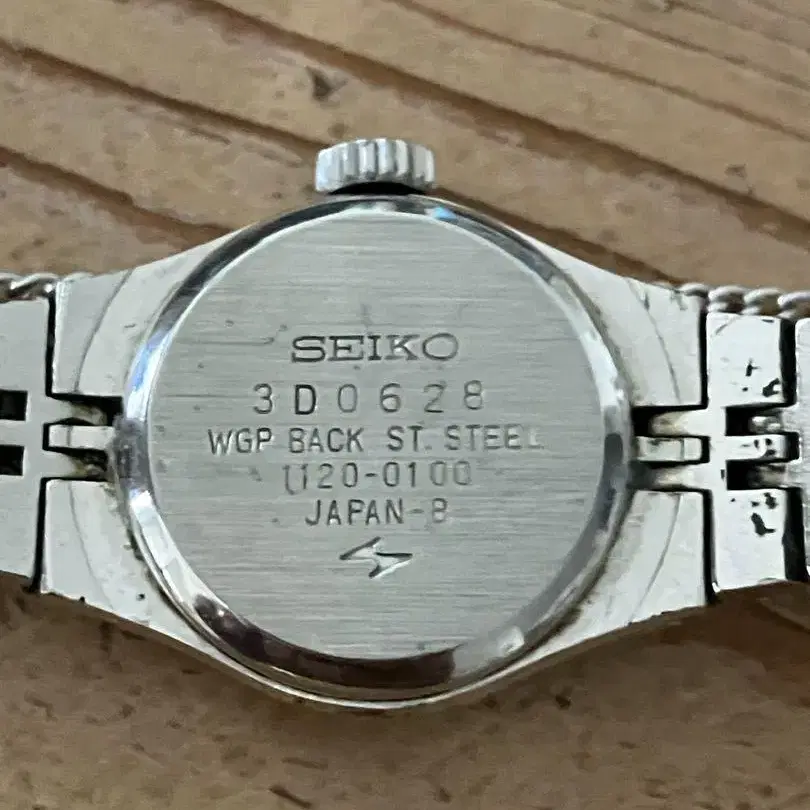 SEIKO
3D0628
WGP BACK ST. STEEL
1120-0100
JAPAN-B